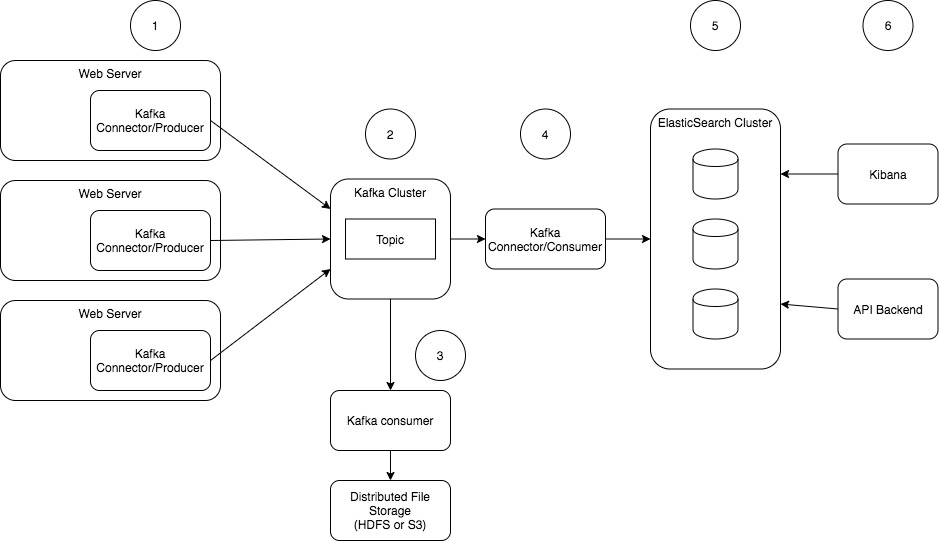 1
Web Server
Kafka
Connector/Producer
Web Server
Kafka
Connector/Producer
Web Server
Kafka
Connector/Producer
2
Kafka Cluster
Topic
3
Kafka consumer
Distributed File
Storage
(HDFS or S3)
4
Kafka
Connector/Consumer
5
ElasticSearch Cluster
6
Kibana
API Backend